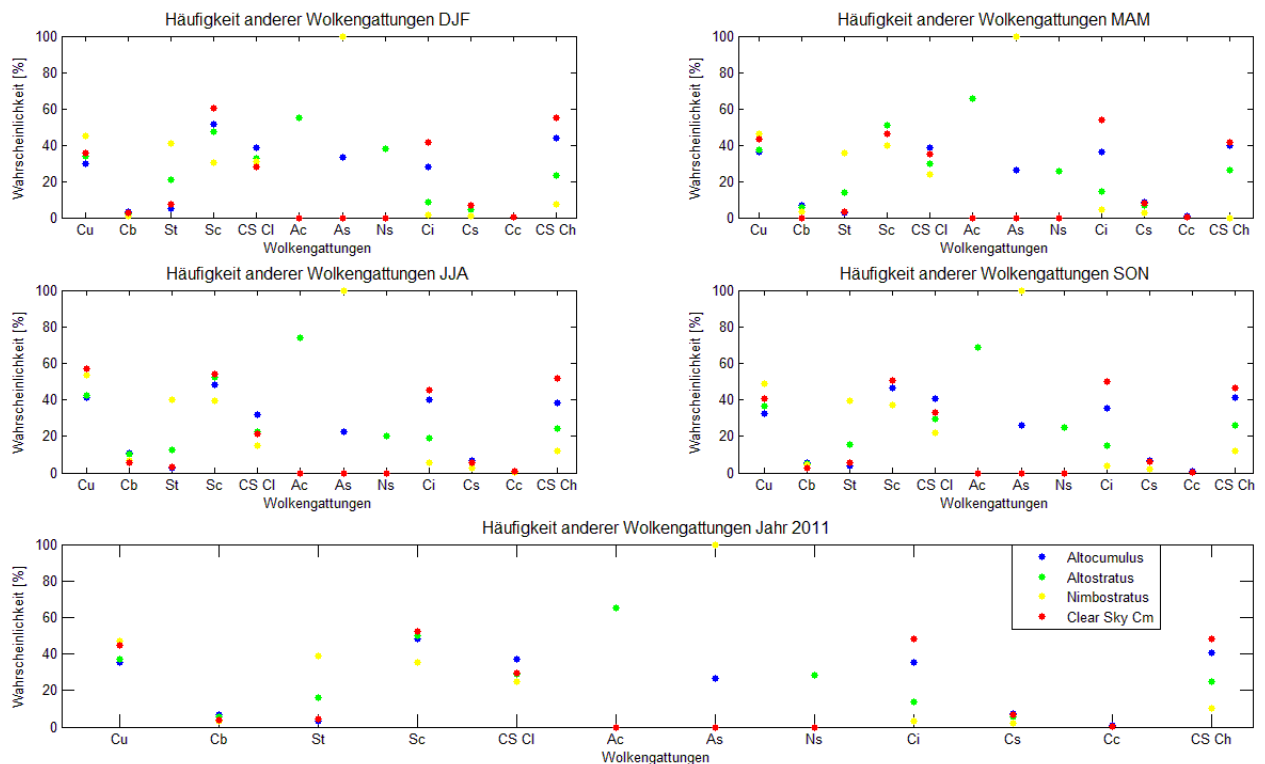 Häufigkeit anderer Wolkengattungen DJF
Wahrscheinlichkeit [%]
100
80
60
40
20
0
Cu Cb St Sc CS Cl Ac As Ns Ci Cs Cc CS Ch
Wolkengattungen
Häufigkeit anderer Wolkengattungen MAM
Wahrscheinlichkeit [%]
100
80
60
40
20
0
Cu Cb St Sc CS Cl Ac As Ns Ci Cs Cc CS Ch
Wolkengattungen
Häufigkeit anderer Wolkengattungen JJA
Wahrscheinlichkeit [%]
100
80
60
40
20
0
Cu Cb St Sc CS Cl Ac As Ns Ci Cs Cc CS Ch
Wolkengattungen
Häufigkeit anderer Wolkengattungen SON
Wahrscheinlichkeit [%]
100
80
60
40
20
0
Cu Cb St Sc CS Cl Ac As Ns Ci Cs Cc CS Ch
Wolkengattungen
Häufigkeit anderer Wolkengattungen Jahr 2011
Wahrscheinlichkeit [%]
100
80
60
40
20
0
Altocumulus
Altostratus
Nimbostratus
Clear Sky Cm
Cu Cb St Sc CS Cl Ac As Ns Ci Cs Cc CS Ch
Wolkengattungen